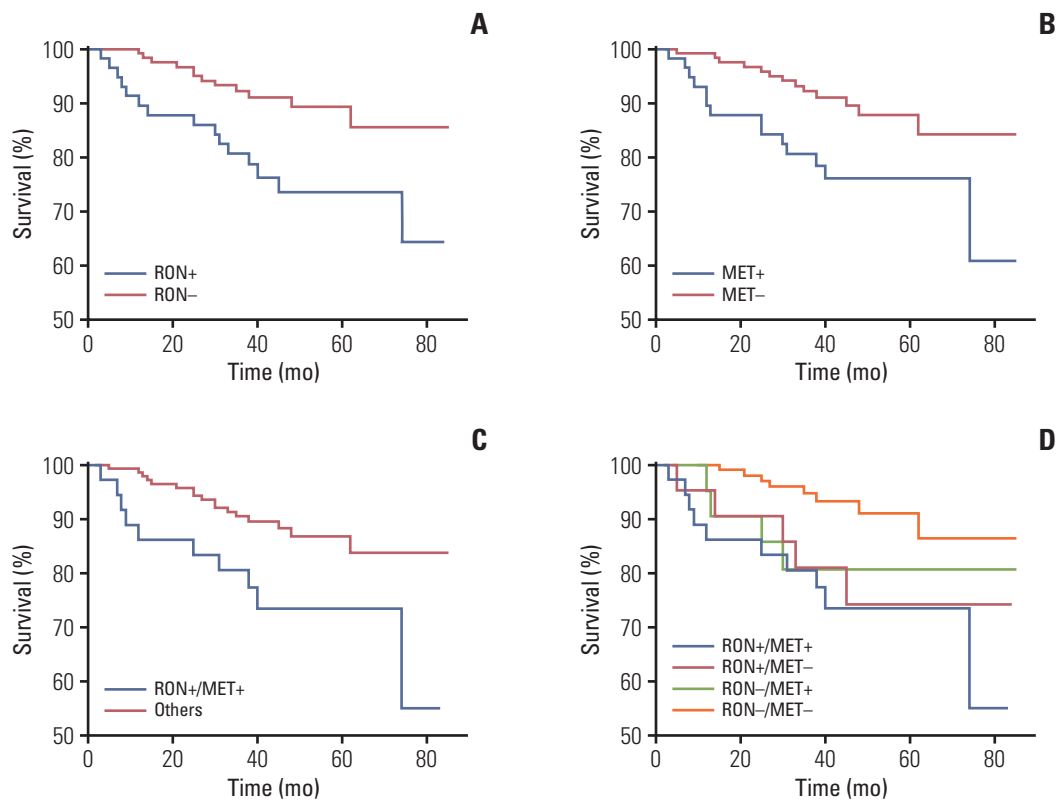 A
100
90
80
70
60
50
Survival (%)
RON+
RON–
0 20 40 60 80
Time (mo)
B
100
90
80
70
60
50
Survival (%)
MET+
MET–
0 20 40 60 80
Time (mo)
C
100
90
80
70
60
50
Survival (%)
RON+/MET+
Others
0 20 40 60 80
Time (mo)
D
100
90
80
70
60
50
Survival (%)
RON+/MET+
RON+/MET–
RON–/MET+
RON–/MET–
0 20 40 60 80
Time (mo)